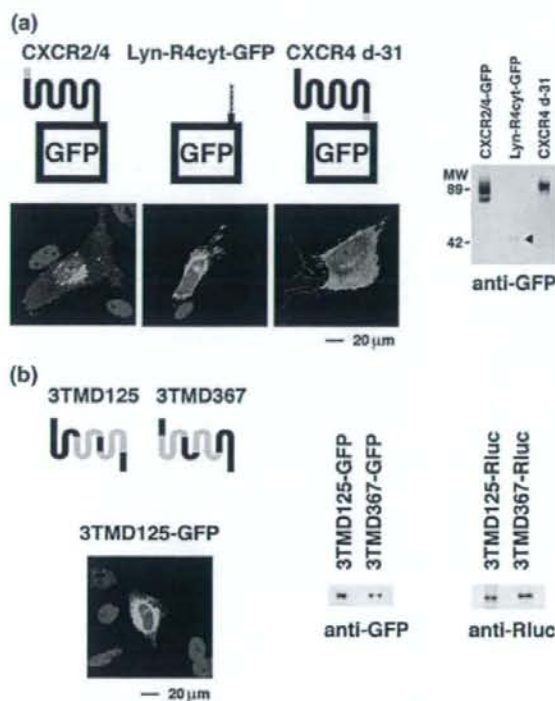 (a)
CXCR2/4 Lyn-R4cyt-GFP CXCR4 d-31
GFP GFP GFP
20 µm
CXCR2/4-GFP
Lyn-R4cyt-GFP
CXCR4 d-31
MW
89
42
anti-GFP
(b)
3TMD125 3TMD367
3TMD125-GFP
20 µm
3TMD125-GFP
3TMD367-GFP
anti-GFP
3TMD125-Rluc
3TMD367-Rluc
anti-Rluc